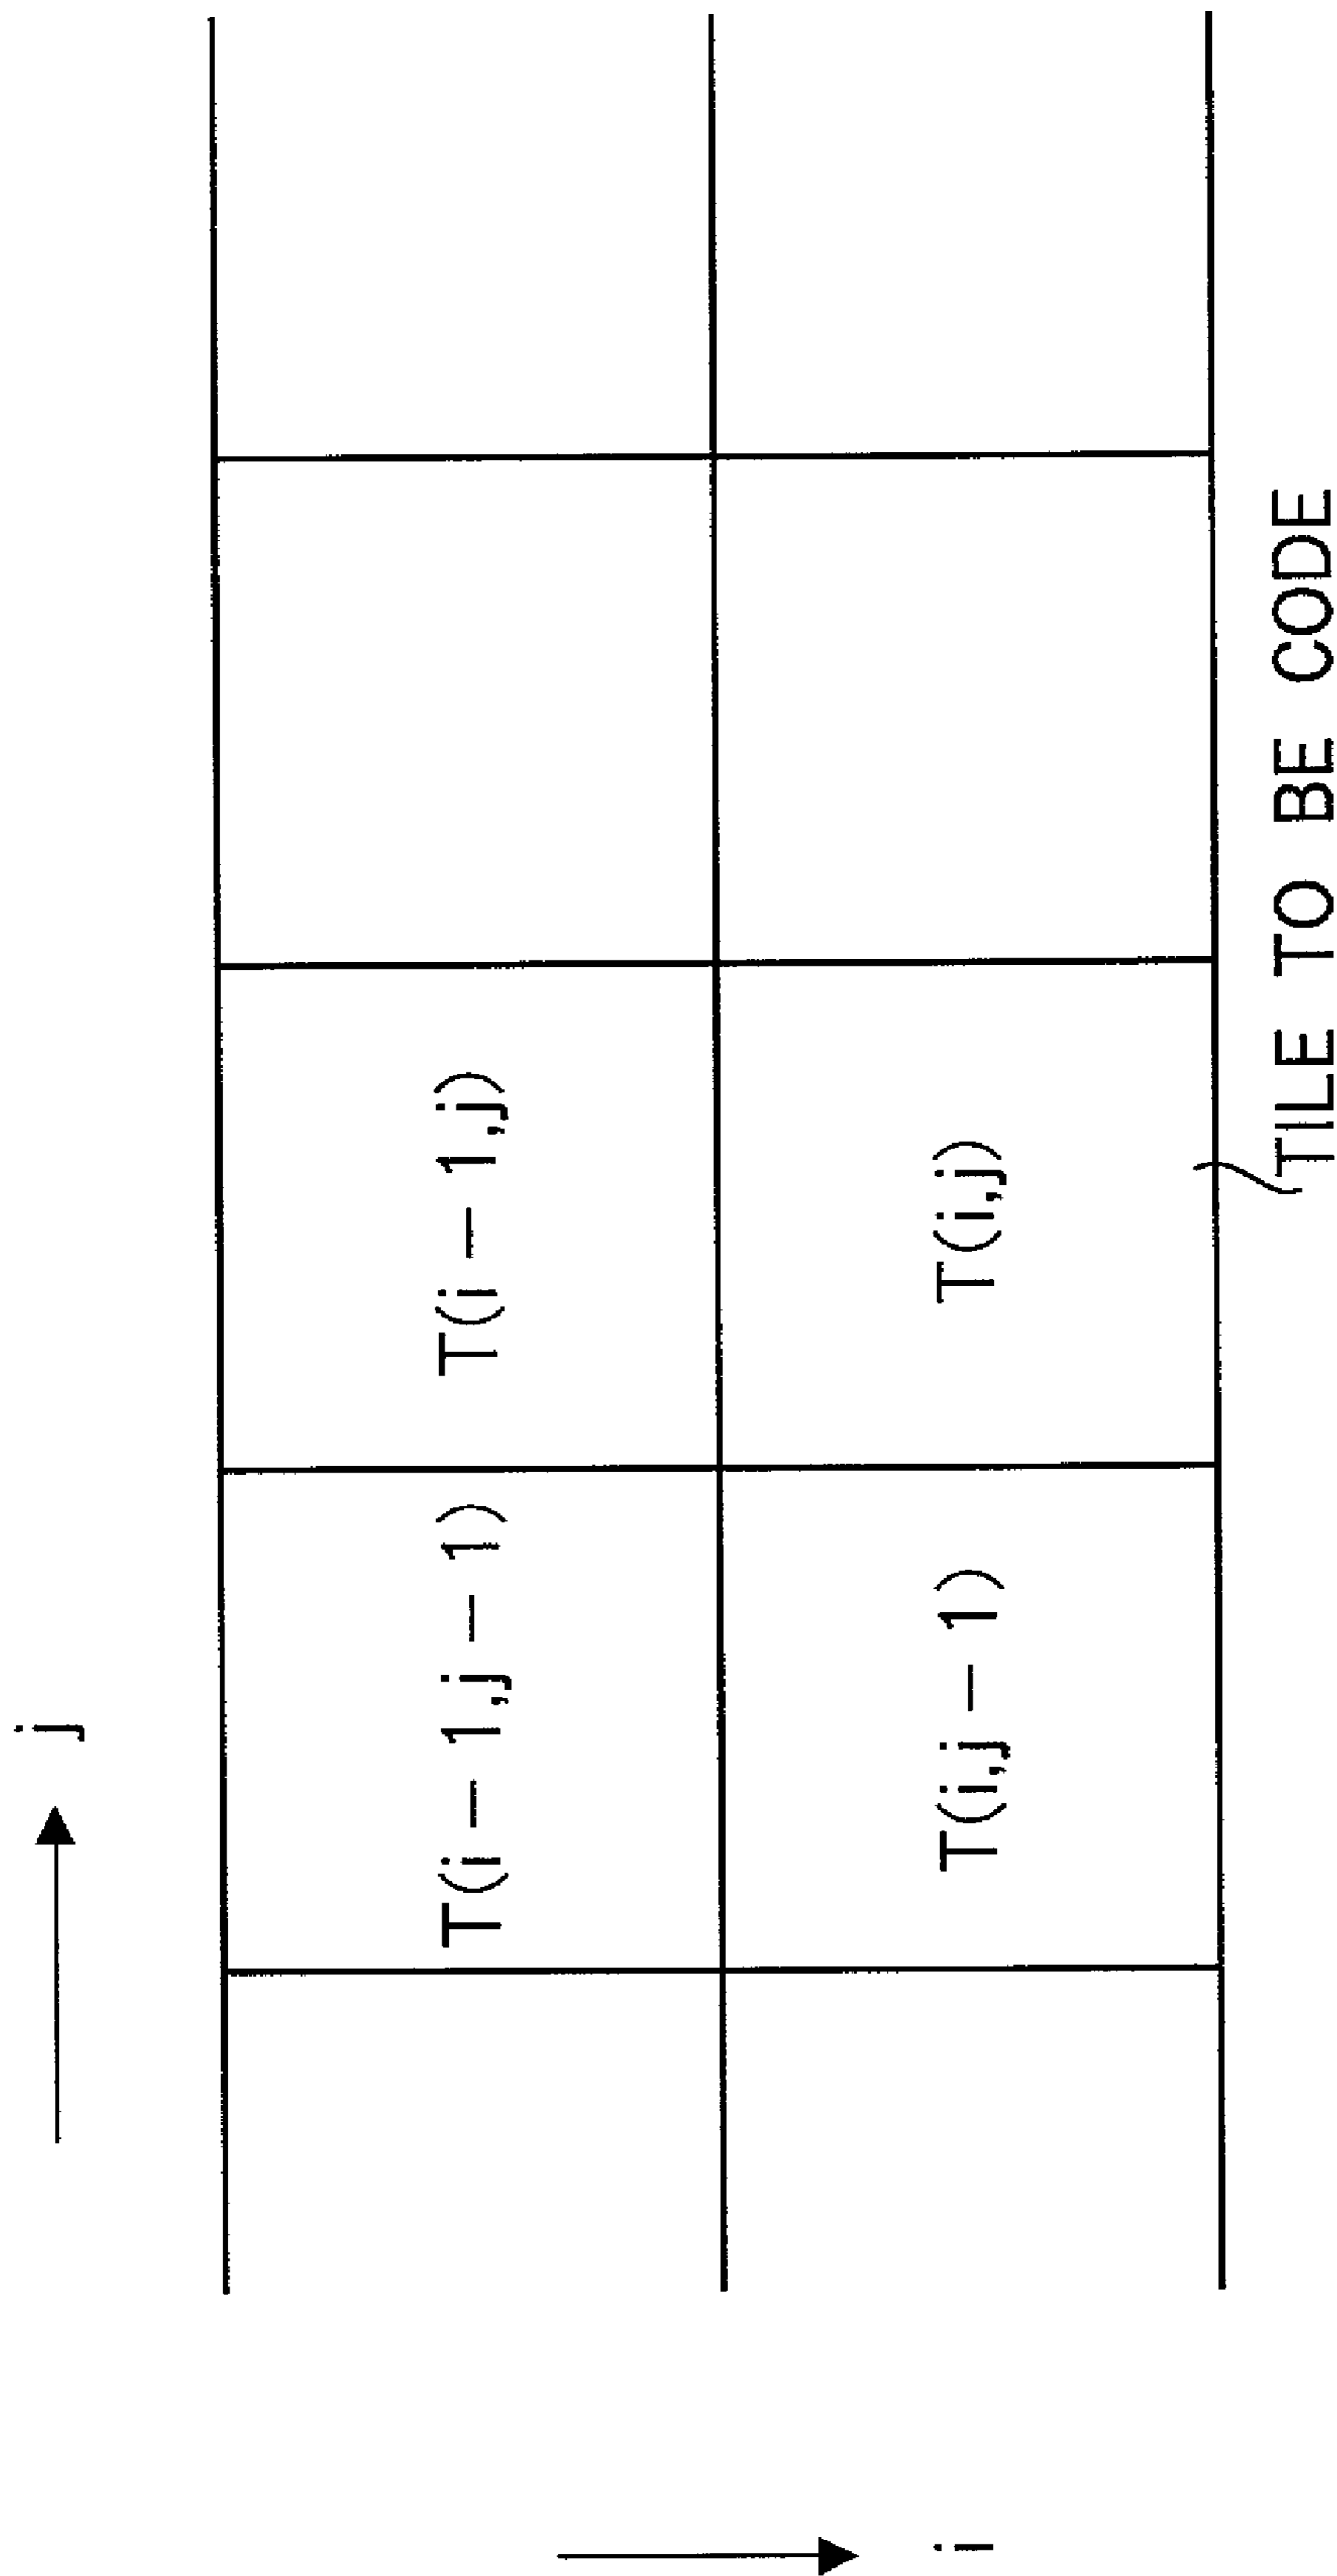 j
i
T(i－1,j－1)
T(i－1,j)
T(i,j－1)
T(i,j)
TILE TO BE CODE